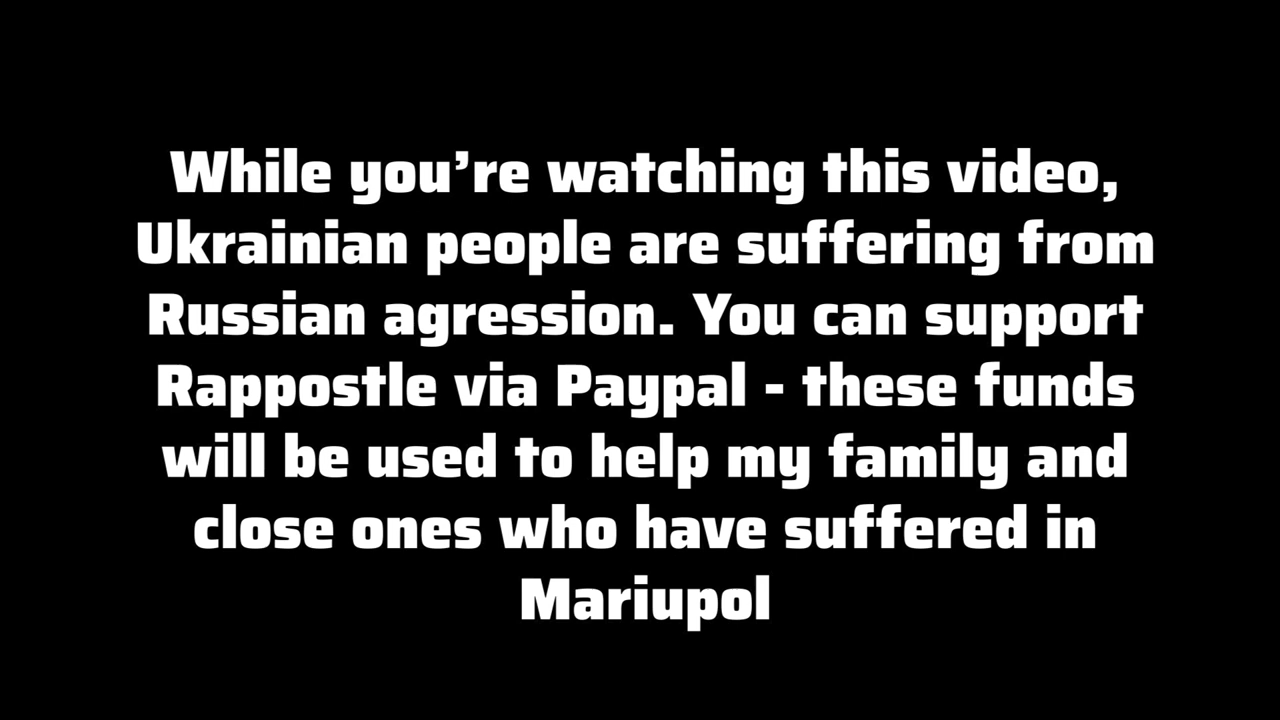 While you’re watching this video,
Ukrainian people are suffering from
Russian agression. You can support
Rappostle via Paypal - these funds
will be used to help my family and
close ones who have suffered in
Mariupol